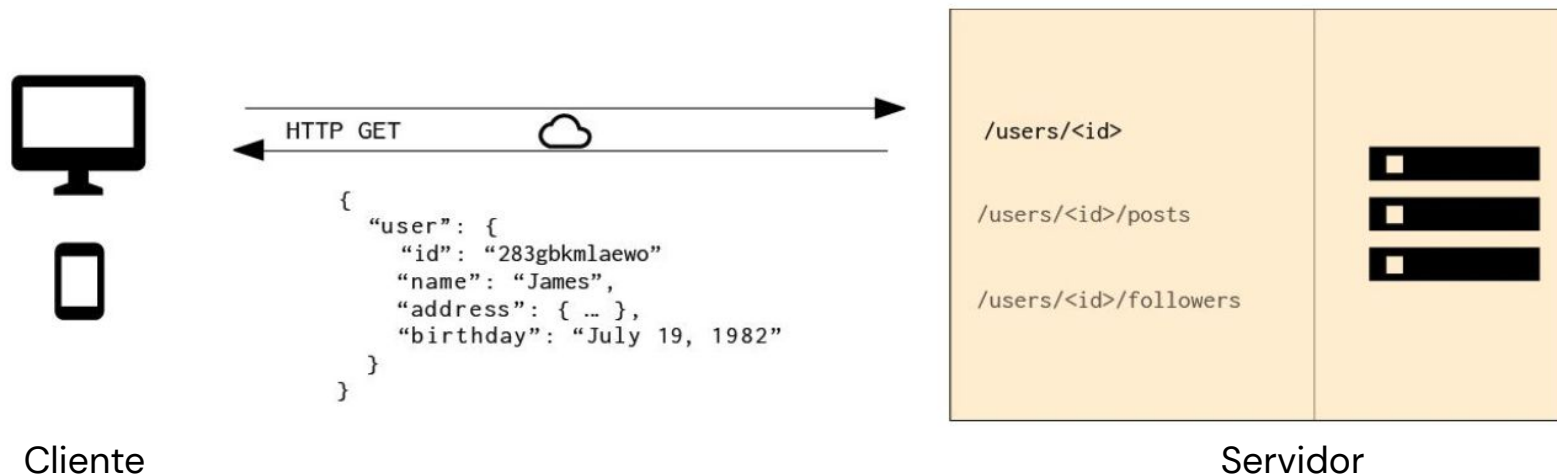 HTTP GET
{
“user”: {
“id”: “283gbkmlaewo”
“name”: “James”,
“address”: { … },
“birthday”: “July 19, 1982”
}
}
/users/<id>
/users/<id>/posts
/users/<id>/followers
Cliente
Servidor